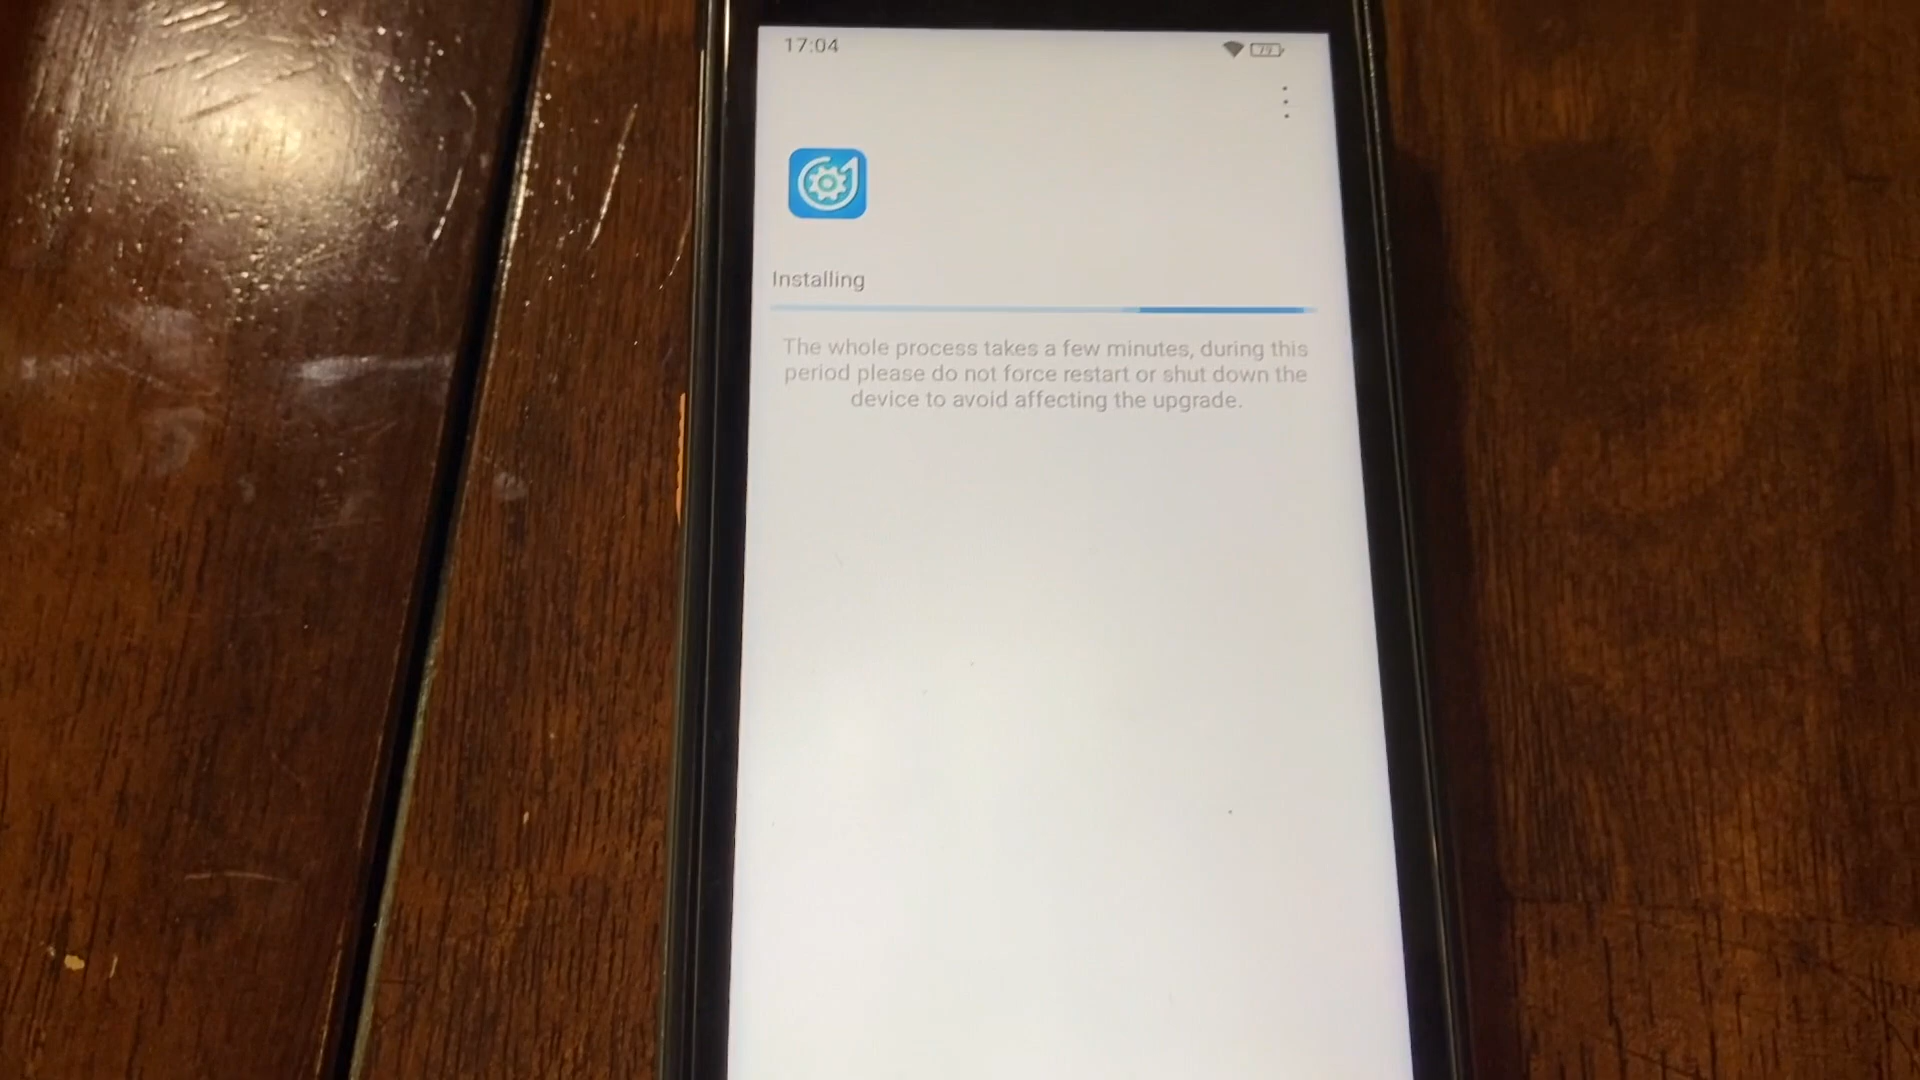 17:04
79
Installing
The whole process takes a few minutes, during this
period please do not force restart or shut down the
device to avoid affecting the upgrade.